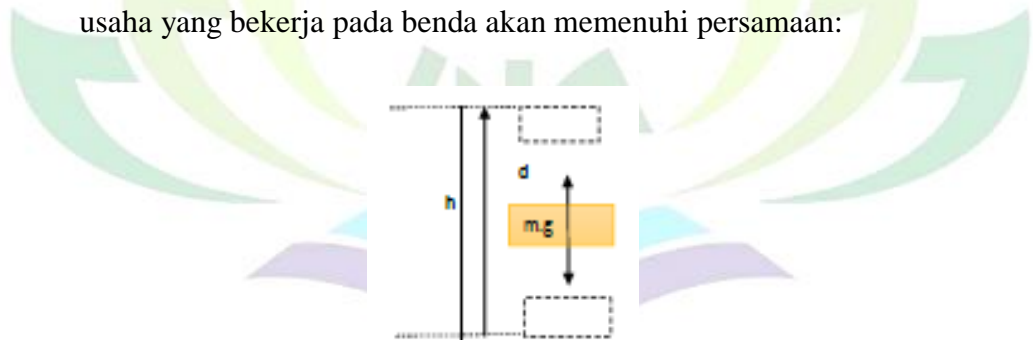 usaha yang bekerja pada benda akan memenuhi persamaan:
d
h
m.g